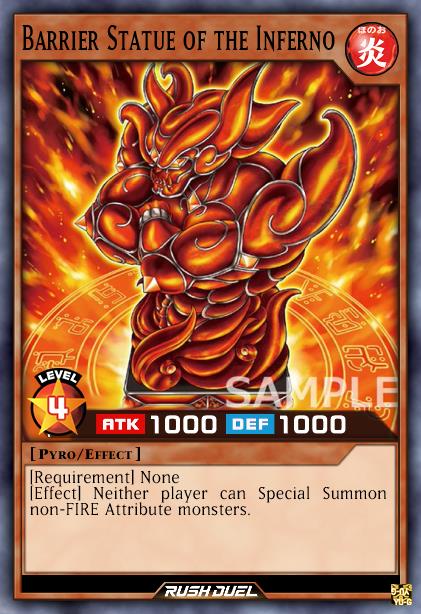 BARRIER STATUE OF THE INFERNO
ほのお
炎
SAMPLE
LEVEL
4
ATK 1000 DEF 1000
[PYRO/EFFECT]
[Requirement] None
[Effect] Neither player can Special Summon
non-FIRE Attribute monsters.
RUSH DUEL